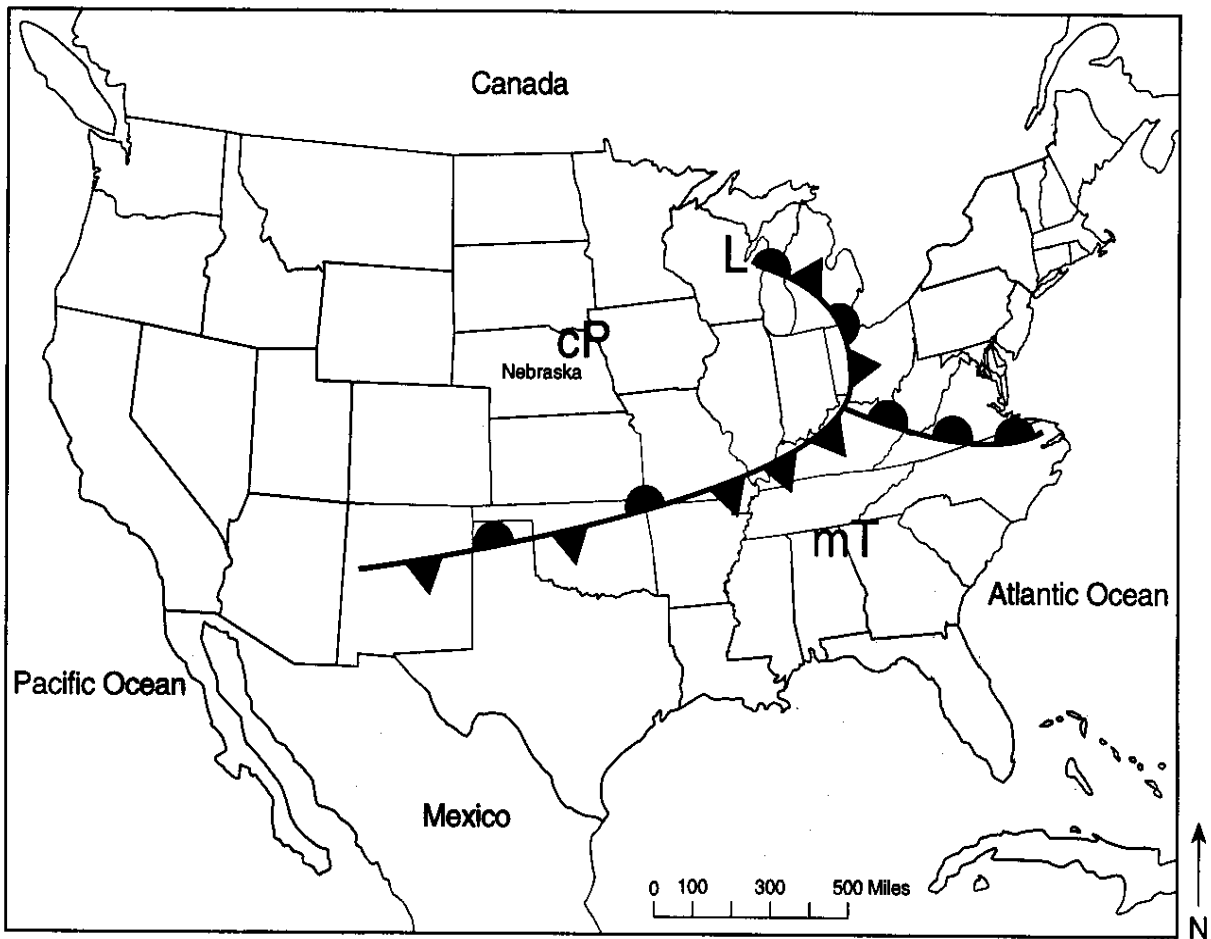 Canada
L
cP
Nebraska
mT
Atlantic Ocean
Pacific Ocean
Mexico
0 100 300 500 Miles
N